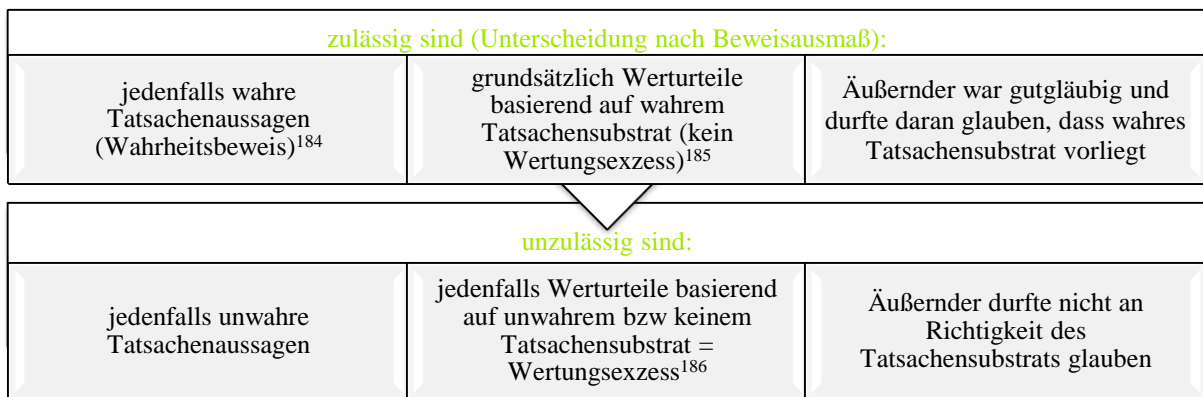 zulässig sind (Unterscheidung nach Beweisausmaß):
jedenfalls wahre
Tatsachenaussagen
(Wahrheitsbeweis)184
grundsätzlich Werturteile
basierend auf wahrem
Tatsachensubstrat (kein
Wertungsexzess)185
Äußernder war gutgläubig und
durfte daran glauben, dass wahres
Tatsachensubstrat vorliegt
unzulässig sind:
jedenfalls unwahre
Tatsachenaussagen
jedenfalls Werturteile basierend
auf unwahrem bzw keinem
Tatsachensubstrat =
Wertungsexzess186
Äußernder durfte nicht an
Richtigkeit des
Tatsachensubstrats glauben